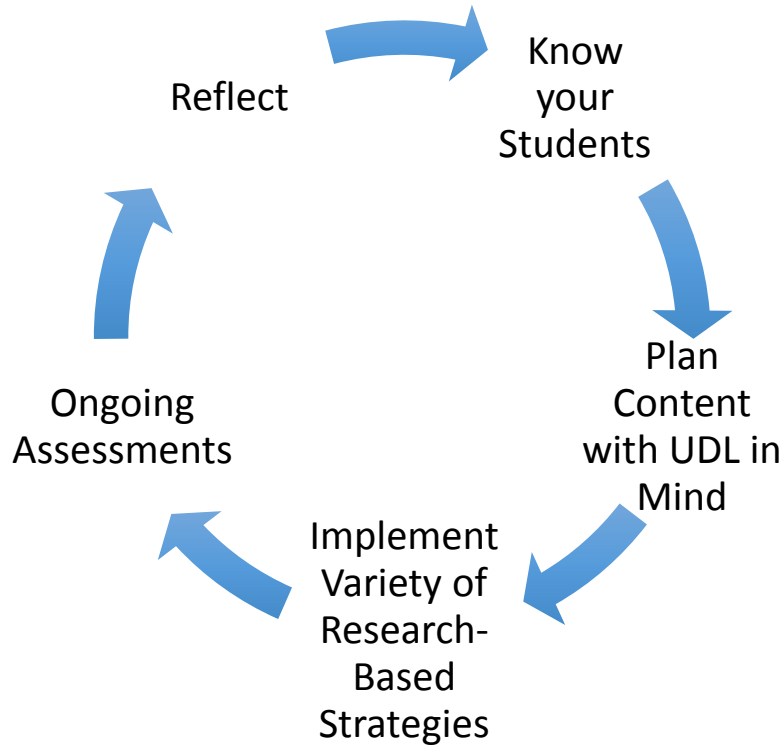 Reflect
Know
your
Students
Plan
Content
with UDL in
Mind
Implement
Variety of
Research-
Based
Strategies
Ongoing
Assessments